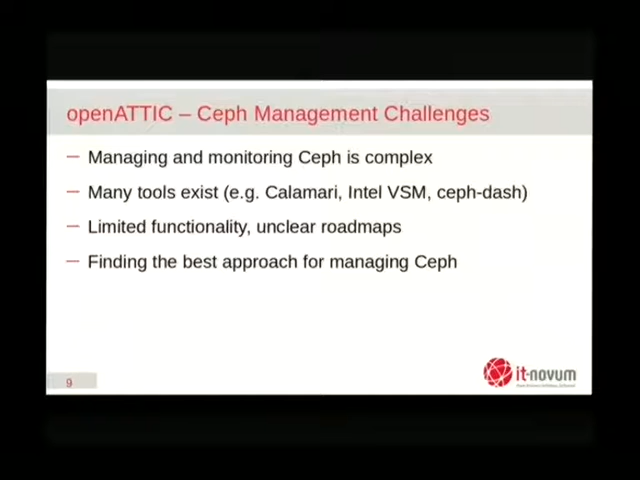 openATTIC – Ceph Management Challenges
– Managing and monitoring Ceph is complex
– Many tools exist (e.g. Calamari, Intel VSM, ceph-dash)
– Limited functionality, unclear roadmaps
– Finding the best approach for managing Ceph
9
it-novum